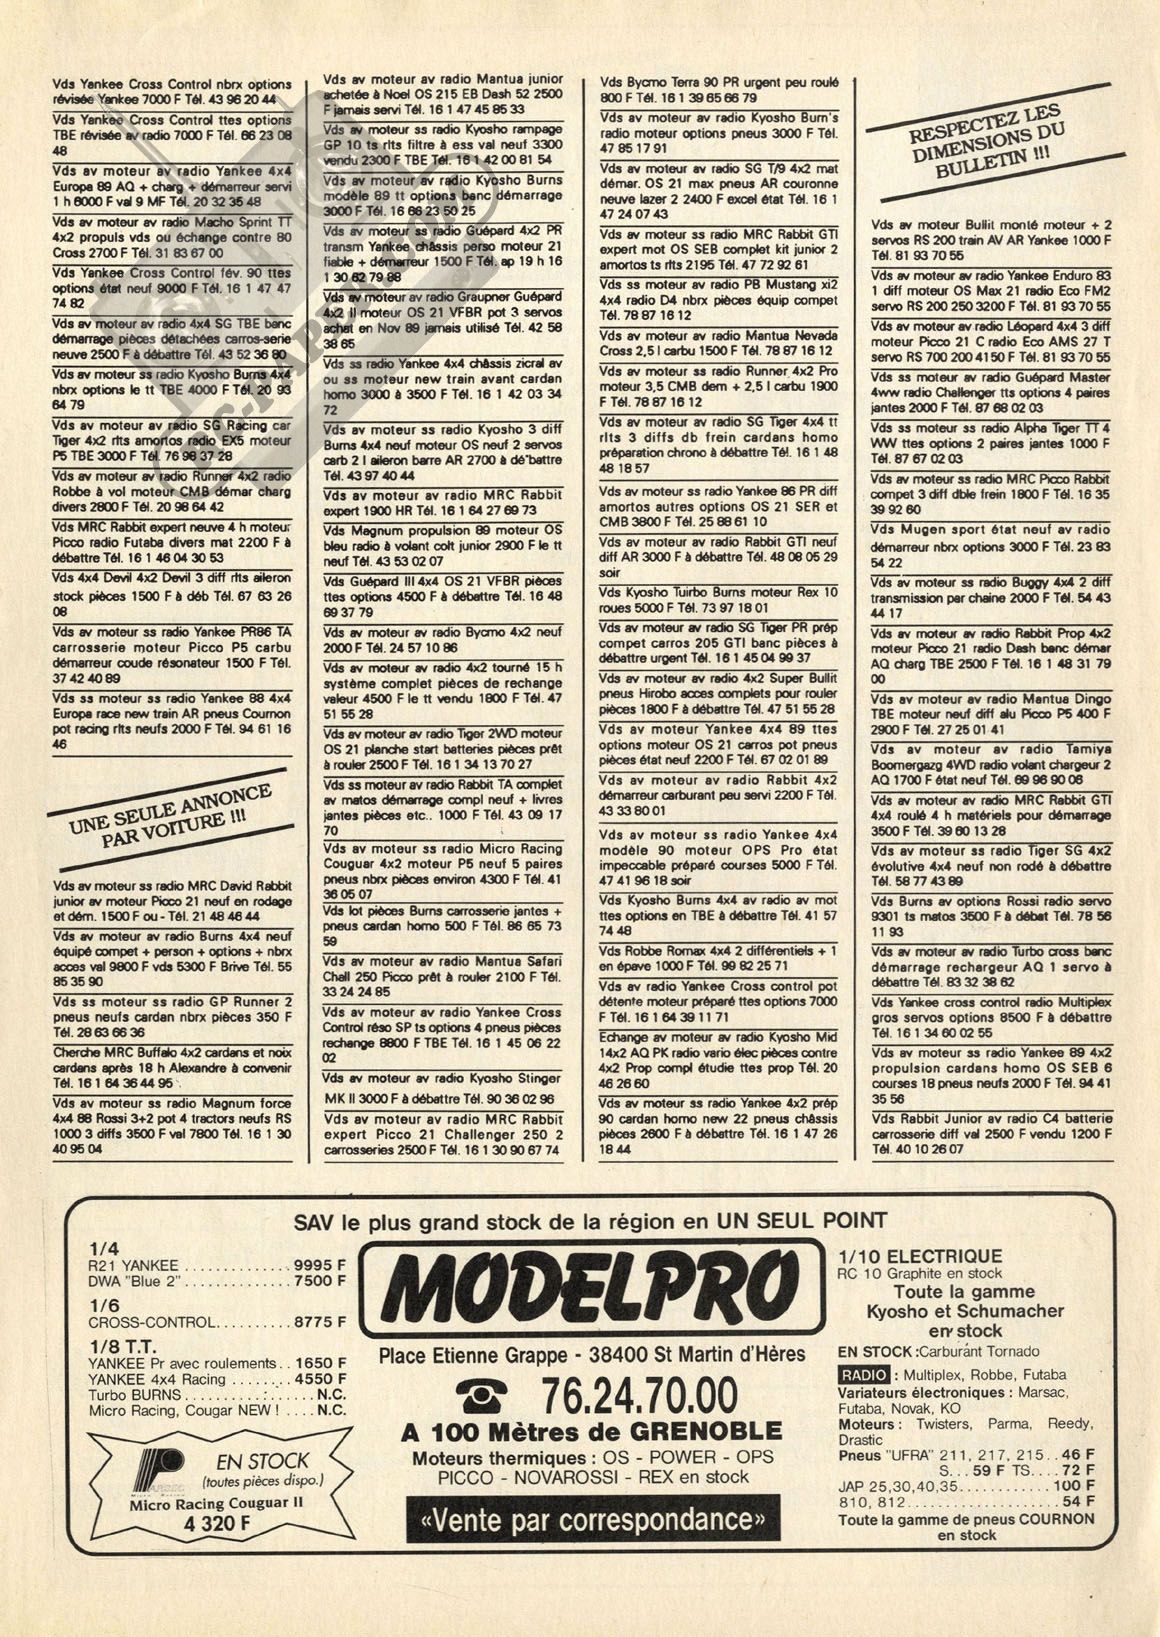 Vds Yankee Cross Control nbrx options
révisée Yankee 7000 F Tél. 43 96 20 44
Vds Yankee Cross Control ttes options
TBE révisée av radio 7000 F Tél. 66 23 08
48
Vds av moteur av radio Yankee 4x4
Europa 89 AQ + charg + démarreur servi
1 h 6000 F val 9 MF Tél. 20 32 35 48
Vds av moteur av radio Macho Sprint TT
4x2 propuls vds ou échange contre 80
Cross 2700 F Tél. 31 83 67 00
Vds Yankee Cross Control fév. 90 ttes
options état neuf 9000 F Tél. 16 1 47 47
74 82
Vds av moteur av radio 4x4 SG TBE banc
démarrage pièces détachées carros-serie
neuve 2500 F à débattre Tél. 43 52 36 80
Vds av moteur ss radio Kyosho Burns 4x4
nbrx options le tt TBE 4000 F Tél. 20 93
64 79
Vds av moteur av radio SG Racing car
Tiger 4x2 rlts amortos radio EX5 moteur
P5 TBE 3000 F Tél. 76 98 37 28
Vds av moteur av radio Runner 4x2 radio
Robbe à vol moteur CMB démar charg
divers 2800 F Tél. 20 98 64 42
Vds MRC Rabbit expert neuve 4 h moteur
Picco radio Futaba divers mat 2200 F à
débattre Tél. 16 1 46 04 30 53
Vds 4x4 Devil 4x2 Devil 3 diff rlts aileron
stock pièces 1500 F à déb Tél. 67 63 26
08
Vds av moteur ss radio Yankee PR86 TA
carrosserie moteur Picco P5 carbu
démarreur coude résonateur 1500 F Tél.
37 42 40 89
Vds ss moteur ss radio Yankee 88 4x4
Europa race new train AR pneus Cournon
pot racing rlts neufs 2000 F Tél. 94 61 16
46
UNE SEULE ANNONCE
PAR VOITURE !!!
Vds av moteur ss radio MRC David Rabbit
junior av moteur Picco 21 neuf en rodage
et dém. 1500 F ou - Tél. 21 48 46 44
Vds av moteur av radio Burns 4x4 neuf
équipé compet + person + options + nbrx
acces val 9800 F vds 5300 F Brive Tél. 55
85 35 90
Vds ss moteur ss radio GP Runner 2
pneus neufs cardan nbrx pièces 350 F
Tél. 28 63 66 36
Cherche MRC Buffalo 4x2 cardans et noix
cardans après 18 h Alexandre à convenir
Tél. 16 1 64 36 44 95
Vds av moteur ss radio Magnum force
4x4 88 Rossi 3+2 pot 4 tractors neufs RS
1000 3 diffs 3500 F val 7800 Tél. 16 1 30
40 95 04
Vds av moteur av radio Mantua junior
achetée à Noel OS 215 EB Dash 52 2500
F jamais servi Tél. 16 1 47 45 85 33
Vds av moteur ss radio Kyosho rampage
GP 10 ts rlts filtre à ess val neuf 3300
vendu 2300 F TBE Tél. 16 1 42 00 81 54
Vds av moteur av radio Kyosho Burns
modèle 89 tt options banc démarrage
3000 F Tél. 16 66 23 50 25
Vds av moteur ss radio Guépard 4x2 PR
transm Yankee châssis perso moteur 21
fiable + démarreur 1500 F Tél. ap 19 h 16
1 30 62 79 88
Vds av moteur av radio Graupner Guépard
4x2 II moteur OS 21 VFBR pot 3 servos
achat en Nov 89 jamais utilisé Tél. 42 58
38 65
Vds ss radio Yankee 4x4 châssis zicral av
ou ss moteur new train avant cardan
homo 3000 à 3500 F Tél. 16 1 42 03 34
72
Vds av moteur ss radio Kyosho 3 diff
Burns 4x4 neuf moteur OS neuf 2 servos
carb 2 l aileron barre AR 2700 à débattre
Tél. 43 97 40 44
Vds av moteur av radio MRC Rabbit
expert 1900 HR Tél. 16 1 64 27 69 73
Vds Magnum propulsion 89 moteur OS
bleu radio à volant colt junior 2900 F le tt
neuf Tél. 43 53 02 07
Vds Guépard III 4x4 OS 21 VFBR pièces
ttes options 4500 F à débattre Tél. 16 48
69 37 79
Vds av moteur av radio Bycmo 4x2 neuf
2000 F Tél. 24 57 10 86
Vds av moteur av radio 4x2 tourné 15 h
système complet pièces de rechange
valeur 4500 F le tt vendu 1800 F Tél. 47
51 55 28
Vds av moteur av radio Tiger 2WD moteur
OS 21 planche start batteries pièces prêt
à rouler 2500 F Tél. 16 1 34 13 70 27
Vds ss moteur av radio Rabbit TA complet
av matos démarrage compl neuf + livres
jantes pièces etc.. 1000 F Tél. 43 09 17
70
Vds av moteur av radio Micro Racing
Couguar 4x2 moteur P5 neuf 5 paires
pneus nbrx pièces environ 4300 F Tél. 41
36 05 07
Vds lot pièces Burns carrosserie jantes +
pneus cardan homo 500 F Tél. 86 65 73
59
Vds av moteur av radio Mantua Safari
Chall 250 Picco prêt à rouler 2100 F Tél.
33 24 24 85
Vds av moteur av radio Yankee Cross
Control réso SP ts options 4 pneus pièces
rechange 8800 F TBE Tél. 16 1 45 06 22
02
Vds av moteur av radio Kyosho Stinger
MK II 3000 F à débattre Tél. 90 36 02 96
Vds av moteur av radio MRC Rabbit
expert Picco 21 Challenger 250 2
carrosseries 2500 F Tél. 16 1 30 90 67 74
Vds Bycmo Terra 90 PR urgent peu roulé
800 F Tél. 16 1 39 65 66 79
Vds av moteur av radio Kyosho Burn's
radio moteur options pneus 3000 F Tél.
47 85 17 91
Vds av moteur av radio SG T/9 4x2 mat
démar. OS 21 max pneus AR couronne
neuve lazer 2 2400 F excel état Tél. 16 1
47 24 07 43
Vds av moteur ss radio MRC Rabbit GTI
expert mot OS SEB complet kit junior 2
amortos ts rlts 2195 Tél. 47 72 92 61
Vds ss moteur ss radio PB Mustang xi2
4x4 radio D4 nbrx pièces équip compet
Tél. 78 87 16 12
Vds av moteur av radio Mantua Nevada
Cross 2,5 l carbu 1500 F Tél. 78 87 16 12
Vds av moteur ss radio Runner 4x2 Pro
moteur 3,5 CMB dem + 2,5 l carbu 1900
F Tél. 78 87 16 12
Vds av moteur av radio SG Tiger 4x4 tt
rlts 3 diffs db frein cardans homo
préparation chrono à débattre Tél. 16 1 48
48 18 57
Vds av moteur ss radio Yankee 86 PR diff
amortos autres options OS 21 SER et
CMB 3800 F Tél. 25 88 61 10
Vds av moteur av radio Rabbit GTI neuf
diff AR 3000 F à débattre Tél. 48 08 05 29
soir
Vds Kyosho Tuirbo Burns moteur Rex 10
roues 5000 F Tél. 73 97 18 01
Vds av moteur av radio SG Tiger PR prép
compet carros 205 GTI banc pièces à
débattre urgent Tél. 16 1 45 04 99 37
Vds av moteur av radio 4x2 Super Bullit
pneus Hirobo acces complets pour rouler
pièces 1800 F à débattre Tél. 47 51 55 28
Vds av moteur Yankee 4x4 89 ttes
options moteur OS 21 carros pot pneus
pièces état neuf 2200 F Tél. 67 02 01 89
Vds av moteur av radio Rabbit 4x2
démarreur carburant peu servi 2200 F Tél.
43 33 80 01
Vds av moteur ss radio Yankee 4x4
modèle 90 moteur OPS Pro état
impeccable préparé courses 5000 F Tél.
47 41 96 18 soir
Vds Kyosho Burns 4x4 av radio av mot
ttes options en TBE à débattre Tél. 41 57
74 48
Vds Robbe Romax 4x4 2 différentiels + 1
en épave 1000 F Tél. 99 82 25 71
Vds av radio Yankee Cross control pot
détente moteur préparé ttes options 7000
F Tél. 16 1 64 39 11 71
Echange av moteur av radio Kyosho Mid
14x2 AQ PK radio vario élec pièces contre
4x2 Prop compl étudie ttes prop Tél. 20
46 26 60
Vds av moteur ss radio Yankee 4x2 prép
90 cardan homo new 22 pneus châssis
pièces 2600 F à débattre Tél. 16 1 47 26
18 44
RESPECTEZ LES
DIMENSIONS DU
BULLETIN !!!
Vds av moteur Bullit monté moteur + 2
servos RS 200 train AV AR Yankee 1000 F
Tél. 81 93 70 55
Vds av moteur av radio Yankee Enduro 83
1 diff moteur OS Max 21 radio Eco FM2
servo RS 200 250 3200 F Tél. 81 93 70 55
Vds av moteur av radio Léopard 4x4 3 diff
moteur Picco 21 C radio Eco AMS 27 T
servo RS 700 200 4150 F Tél. 81 93 70 55
Vds ss moteur av radio Guépard Master
4ww radio Challenger tts options 4 paires
jantes 2000 F Tél. 87 68 02 03
Vds ss moteur ss radio Alpha Tiger TT 4
WW ttes options 2 paires jantes 1000 F
Tél. 87 67 02 03
Vds av moteur ss radio MRC Picco Rabbit
compet 3 diff dble frein 1800 F Tél. 16 35
39 92 60
Vds Mugen sport état neuf av radio
démarreur nbrx options 3000 F Tél. 23 83
54 22
Vds av moteur ss radio Buggy 4x4 2 diff
transmission par chaine 2000 F Tél. 54 43
44 17
Vds av moteur av radio Rabbit Prop 4x2
moteur Picco 21 radio Dash banc démar
AQ charg TBE 2500 F Tél. 16 1 48 31 79
00
Vds av moteur av radio Mantua Dingo
TBE moteur neuf diff alu Picco P5 400 F
2900 F Tél. 27 25 01 41
Vds av moteur av radio Tamiya
Boomergazg 4WD radio volant chargeur 2
AQ 1700 F état neuf Tél. 69 96 90 06
Vds av moteur av radio MRC Rabbit GTI
4x4 roulé 4 h matériels pour démarrage
3500 F Tél. 39 60 13 28
Vds av moteur ss radio Tiger SG 4x2
évolutive 4x4 neuf non rodé à débattre
Tél. 58 77 43 89
Vds Burns av options Rossi radio servo
9301 ts matos 3500 F à débat Tél. 78 56
11 93
Vds av moteur av radio Turbo cross banc
démarrage rechargeur AQ 1 servo à
débattre Tél. 83 32 38 62
Vds Yankee cross control radio Multiplex
gros servos options 8500 F à débattre
Tél. 16 1 34 60 02 55
Vds av moteur ss radio Yankee 89 4x2
propulsion cardans homo OS SEB 6
courses 18 pneus neufs 2000 F Tél. 94 41
35 56
Vds Rabbit Junior av radio C4 batterie
carrosserie diff val 2500 F vendu 1200 F
Tél. 40 10 26 07
SAV le plus grand stock de la région en UN SEUL POINT
1/4
R21 YANKEE ............. 9995 F
DWA "Blue 2" ............. 7500 F
1/6
CROSS-CONTROL.......... 8775 F
1/8 T.T.
YANKEE Pr avec roulements.. 1650 F
YANKEE 4x4 Racing ........ 4550 F
Turbo BURNS ............. N.C.
Micro Racing, Cougar NEW ! .... N.C.
EN STOCK
(toutes pièces dispo.)
Micro Racing Couguar II
4 320 F
MODELPRO
Place Etienne Grappe - 38400 St Martin d'Hères
76.24.70.00
A 100 Mètres de GRENOBLE
Moteurs thermiques : OS - POWER - OPS
PICCO - NOVAROSSI - REX en stock
«Vente par correspondance»
1/10 ELECTRIQUE
RC 10 Graphite en stock
Toute la gamme
Kyosho et Schumacher
en stock
EN STOCK :Carburant Tornado
RADIO : Multiplex, Robbe, Futaba
Variateurs électroniques : Marsac,
Futaba, Novak, KO
Moteurs : Twisters, Parma, Reedy,
Drastic
Pneus "UFRA" 211, 217, 215.. 46 F
S... 59 F TS.... 72 F
JAP 25,30,40,35............ 100 F
810, 812................... 54 F
Toute la gamme de pneus COURNON
en stock